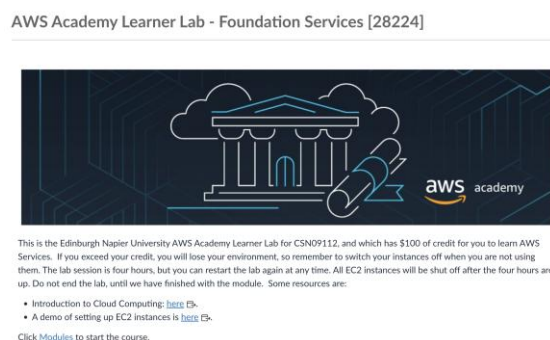 AWS Academy Learner Lab - Foundation Services [28224]
aws academy
This is the Edinburgh Napier University AWS Academy Learner Lab for CSN09112, and which has $100 of credit for you to learn AWS
Services. If you exceed your credit, you will lose your environment, so remember to switch your instances off when you are not using
them. The lab session is four hours, but you can restart the lab again at any time. All EC2 instances will be shut off after the four hours are
up. Do not end the lab, until we have finished with the module. Some resources are:
• Introduction to Cloud Computing: here.
• A demo of setting up EC2 instances is here.
Click Modules to start the course.